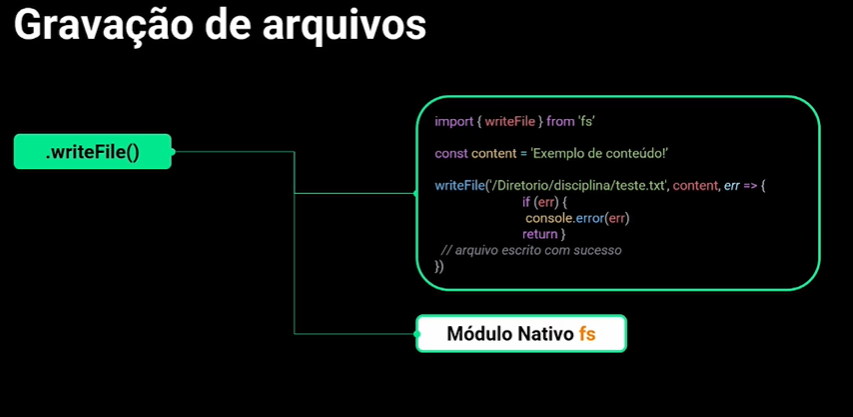 Gravação de arquivos
.writeFile()
import { writeFile } from 'fs'
const content = 'Exemplo de conteúdo!'
writeFile('/Diretorio/disciplina/teste.txt', content, err => {
if (err) {
console.error(err)
return }
// arquivo escrito com sucesso
})
Módulo Nativo fs